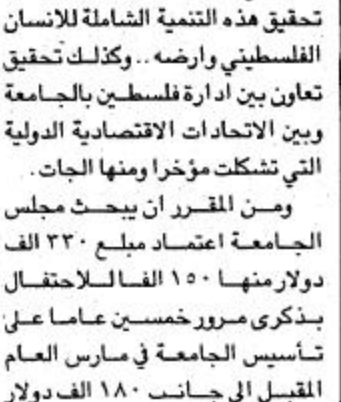 تحقيق هذه التنمية الشاملة للانسان
الفلسطيني وارضه .. وكذلك تحقيق
تعاون بين ادارة فلسطين بالجامعة
وبين الاتحادات الاقتصادية الدولية
التي تشكلت مؤخرا ومنها الجات .
ومن المقرر ان يبحث مجلس
الجامعة اعتماد مبلغ ٣٣٠ الف
دولار منها ١٥٠ الفا للاحتفال
بذكرى مرور خمسين عاما على
تأسيس الجامعة في مارس العام
المقبل الى جانب ١٨٠ الف دولار